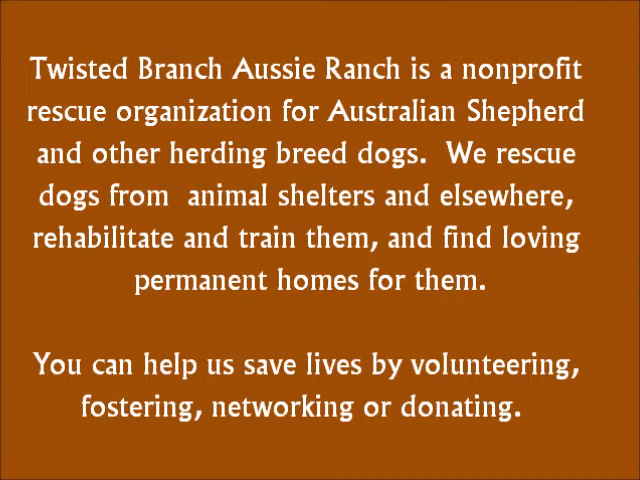 Twisted Branch Aussie Ranch is a nonprofit
rescue organization for Australian Shepherd
and other herding breed dogs.  We rescue
dogs from  animal shelters and elsewhere,
rehabilitate and train them, and find loving
permanent homes for them.
You can help us save lives by volunteering,
fostering, networking or donating.